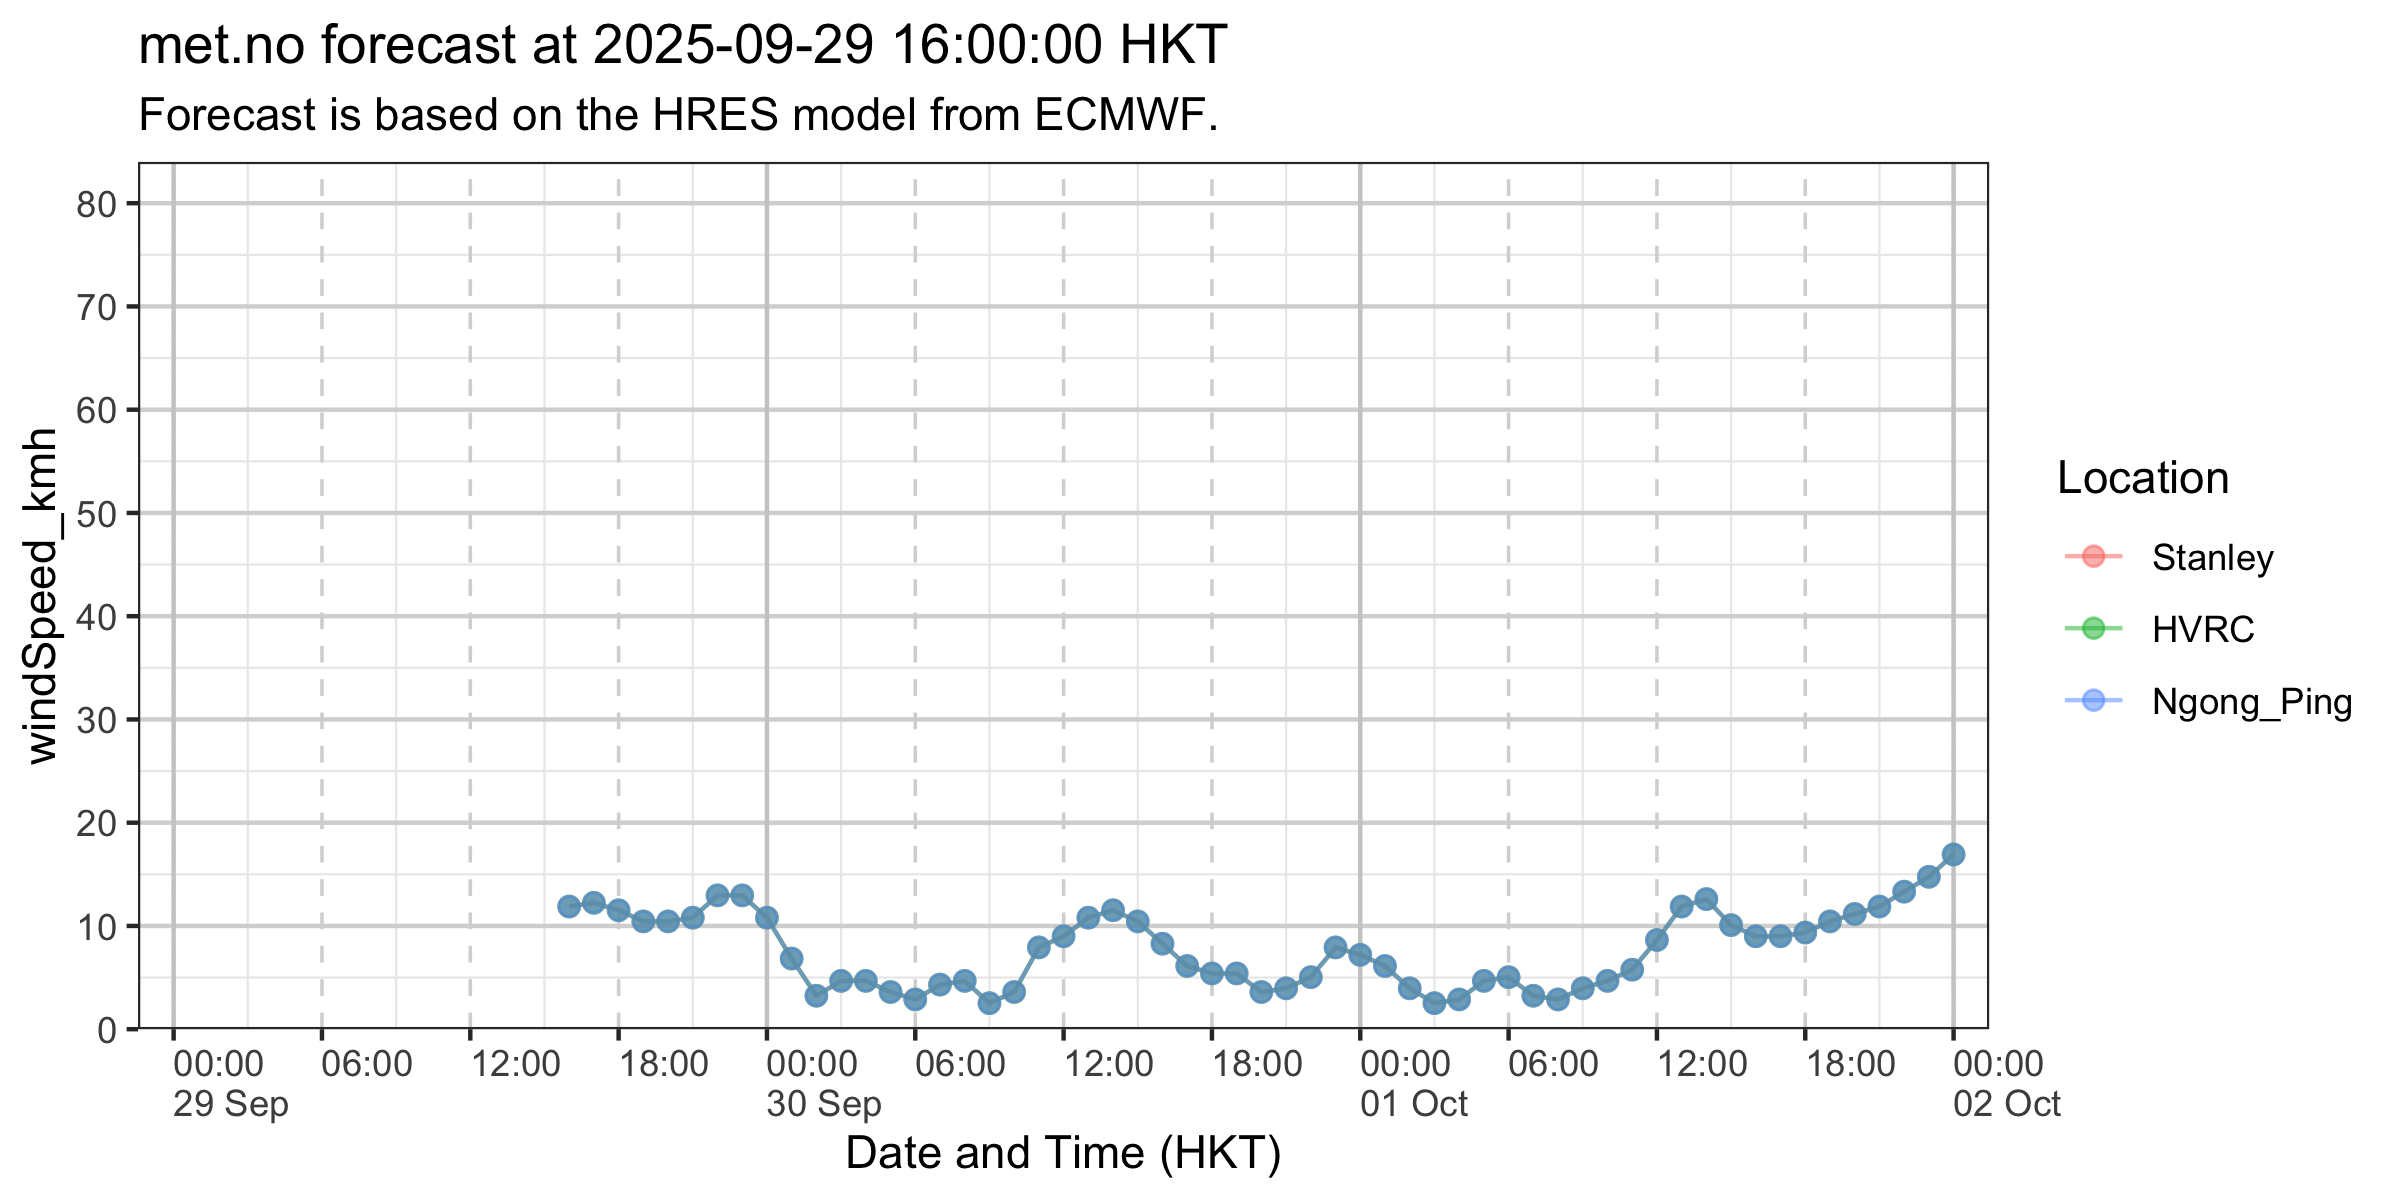 met.no forecast at 2025-09-29 16:00:00 HKT
Forecast is based on the HRES model from ECMWF.
windSpeed_kmh
80
70
60
50
40
30
20
10
0
00:00 06:00 12:00 18:00 00:00 06:00 12:00 18:00 00:00 06:00 12:00 18:00 00:00
29 Sep 30 Sep 01 Oct 02 Oct
Date and Time (HKT)
Location
Stanley
HVRC
Ngong_Ping